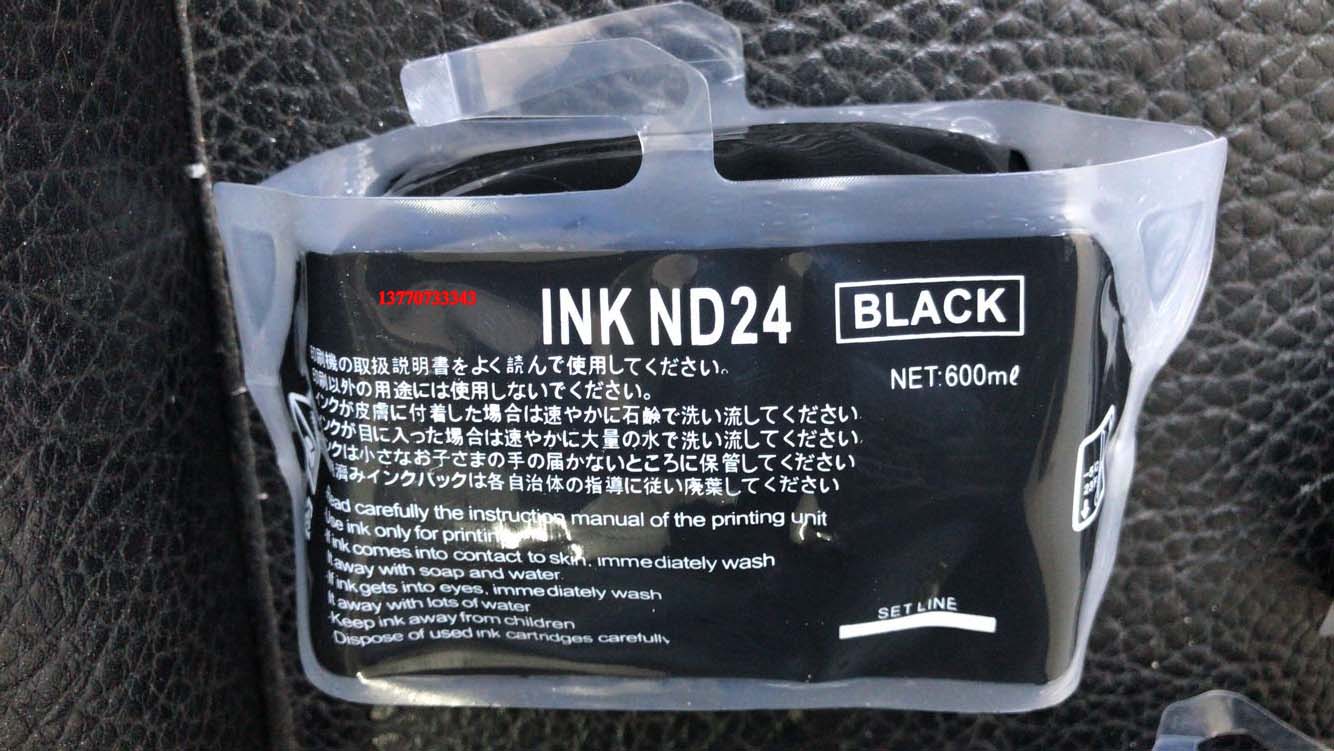 13770733343
INK ND24
BLACK
NET:600mℓ
印刷機の取扱説明書をよく読んで使用してください。
印刷以外の用途には使用しないでください。
インクが皮膚に付着した場合は速やかに石鹸で洗い流してください.
ンクが目に入った場合は速やかに大量の水で洗い流してください.
ンクは小さなお子さまの手の届かないところに保管してください
済みインクパックは各自治体の指導に従い廃葉してください
Read carefully the instruction manual of the printing unit
Use ink only for printing
If ink comes into contact to skin, immediately wash
it away with soap and water.
-If ink gets into eyes, immediately wash
it away with lots of water
-Keep ink away from children
-Dispose of used ink cartridges carefully
SET LINE